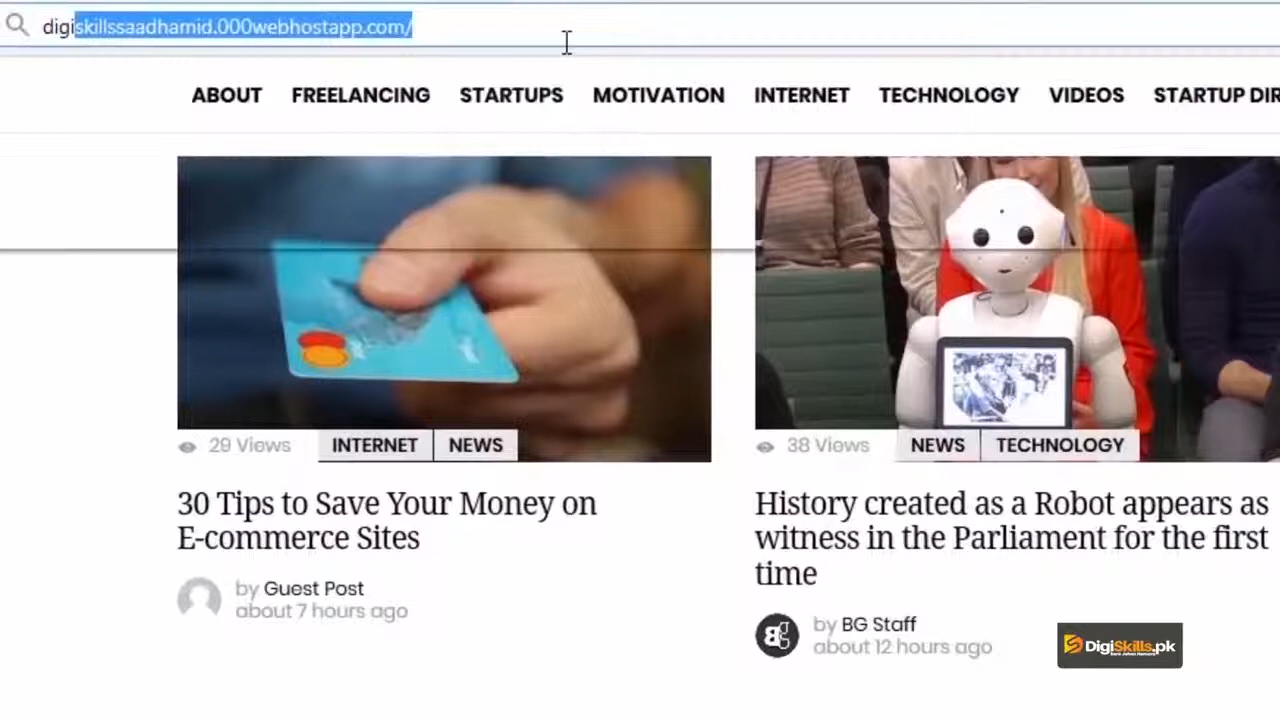 digiskillssaadhamid.000webhostapp.com/
ABOUT FREELANCING STARTUPS MOTIVATION INTERNET TECHNOLOGY VIDEOS STARTUP DIR
29 Views INTERNET NEWS
38 Views NEWS TECHNOLOGY
30 Tips to Save Your Money on
E-commerce Sites
by Guest Post
about 7 hours ago
History created as a Robot appears as
witness in the Parliament for the first
time
by BG Staff
about 12 hours ago
DigiSkills.pk